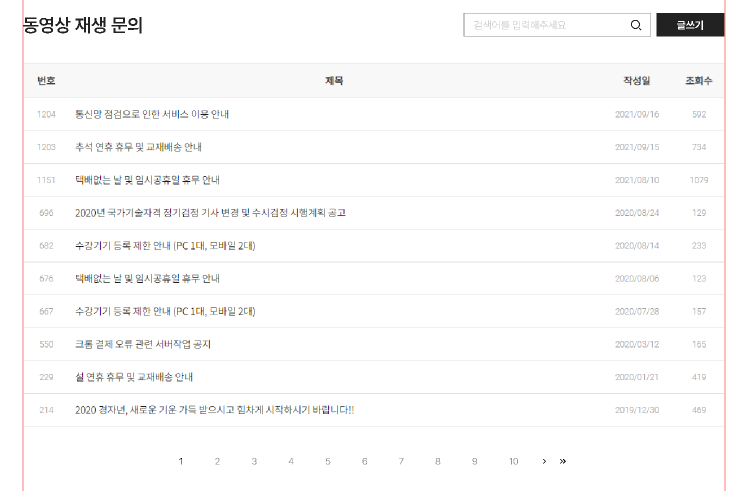 동영상 재생 문의
검색어를 입력해주세요
글쓰기
번호 제목 작성일 조회수
1204 통신망 점검으로 인한 서비스 이용 안내 2021/09/16 592
1203 추석 연휴 휴무 및 교재배송 안내 2021/09/15 734
1151 택배없는 날 및 임시공휴일 휴무 안내 2021/08/10 1079
696 2020년 국가기술자격 정기검정 기사 변경 및 수시검정 시행계획 공고 2020/08/24 129
682 수강기기 등록 제한 안내 (PC 1대, 모바일 2대) 2020/08/14 233
676 택배없는 날 및 임시공휴일 휴무 안내 2020/08/06 123
667 수강기기 등록 제한 안내 (PC 1대, 모바일 2대) 2020/07/28 157
550 크롬 결제 오류 관련 서버작업 공지 2020/03/12 165
229 설 연휴 휴무 및 교재배송 안내 2020/01/21 419
214 2020 경자년, 새로운 기운 가득 받으시고 힘차게 시작하시기 바랍니다!! 2019/12/30 469
1 2 3 4 5 6 7 8 9 10 › »